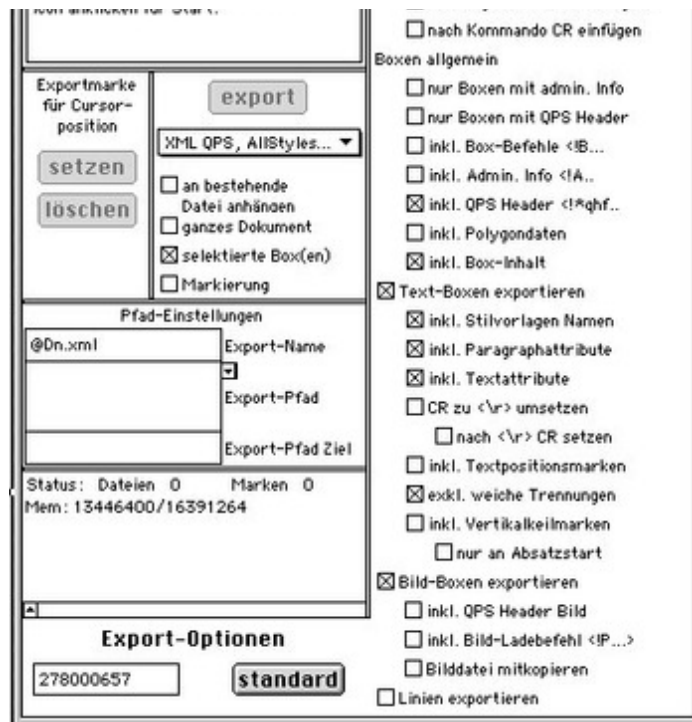 Icon anklicken für Start.
Exportmarke
für Cursor-
position
setzen
löschen
export
XML QPS, AllStyles...
an bestehende
Datei anhängen
ganzes Dokument
selektierte Box(en)
Markierung
Pfad-Einstellungen
@Dn.xml
Export-Name
Export-Pfad
Export-Pfad Ziel
Status: Dateien 0 Marken 0
Mem: 13446400/16391264
Export-Optionen
278000657
standard
nach Kommando CR einfügen
Boxen allgemein
nur Boxen mit admin. Info
nur Boxen mit QPS Header
inkl. Box-Befehle <!B...
inkl. Admin. Info <!A..
inkl. QPS Header <!*qhf..
inkl. Polygondaten
inkl. Box-Inhalt
Text-Boxen exportieren
inkl. Stilvorlagen Namen
inkl. Paragraphattribute
inkl. Textattribute
CR zu <\r> umsetzen
nach <\r> CR setzen
inkl. Textpositionsmarken
exkl. weiche Trennungen
inkl. Vertikalkeilmarken
nur an Absatzstart
Bild-Boxen exportieren
inkl. QPS Header Bild
inkl. Bild-Ladebefehl <!P...>
Bilddatei mitkopieren
Linien exportieren